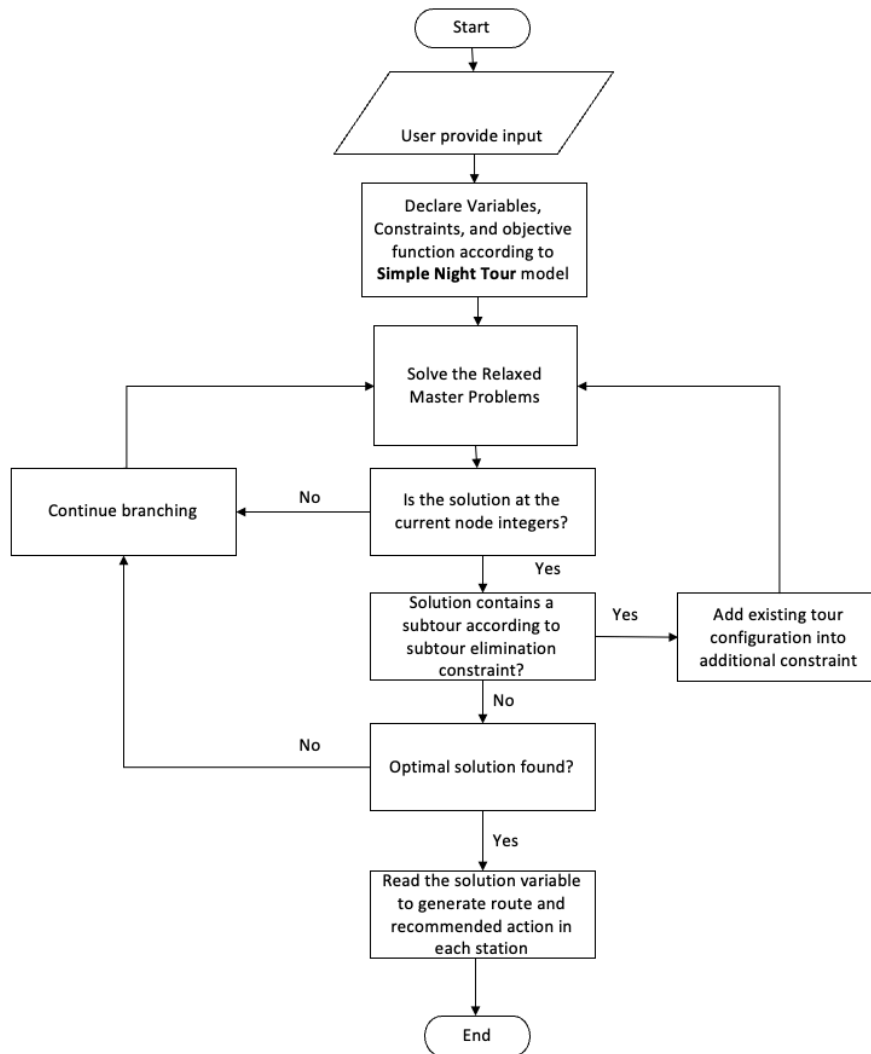 Start
User provide input
Declare Variables,
Constraints, and objective
function according to
Simple Night Tour model
Solve the Relaxed
Master Problems
Continue branching
No
Is the solution at the
current node integers?
Yes
Solution contains a
subtour according to
subtour elimination
constraint?
Yes
Add existing tour
configuration into
additional constraint
No
No
Optimal solution found?
Yes
Read the solution variable
to generate route and
recommended action in
each station
End